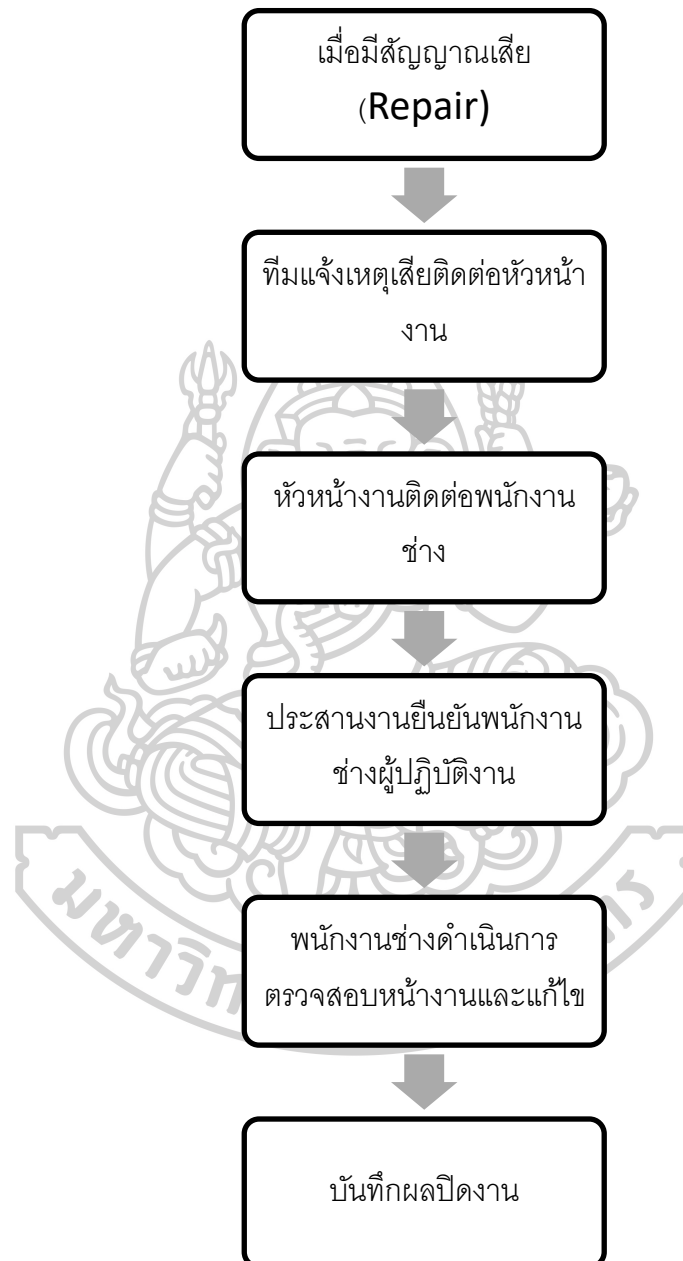 เมื่อมีสัญญาณเสีย
(Repair)
ทีมแจ้งเหตุเสียติดต่อหัวหน้า
งาน
หัวหน้างานติดต่อพนักงาน
ช่าง
ประสานงานยืนยันพนักงาน
ช่างผู้ปฏิบัติงาน
พนักงานช่างดำเนินการ
ตรวจสอบหน้างานและแก้ไข
บันทึกผลปิดงาน